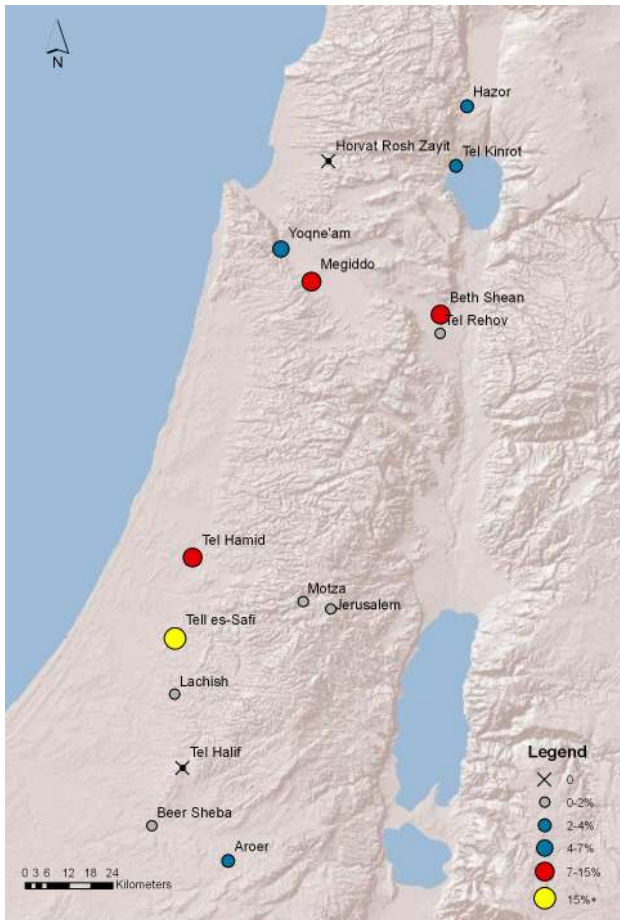 N
Hazor
Horvat Rosh Zayit
Tel Kinrot
Yoqne'am
Megiddo
Beth Shean
Tel Rehov
Tel Hamid
Motza
Jerusalem
Tell es-Safi
Lachish
Tel Halif
Beer Sheba
Aroer
Legend
0
0-2%
2-4%
4-7%
7-15%
15%+
0 3 6 12 18 24
Kilometers